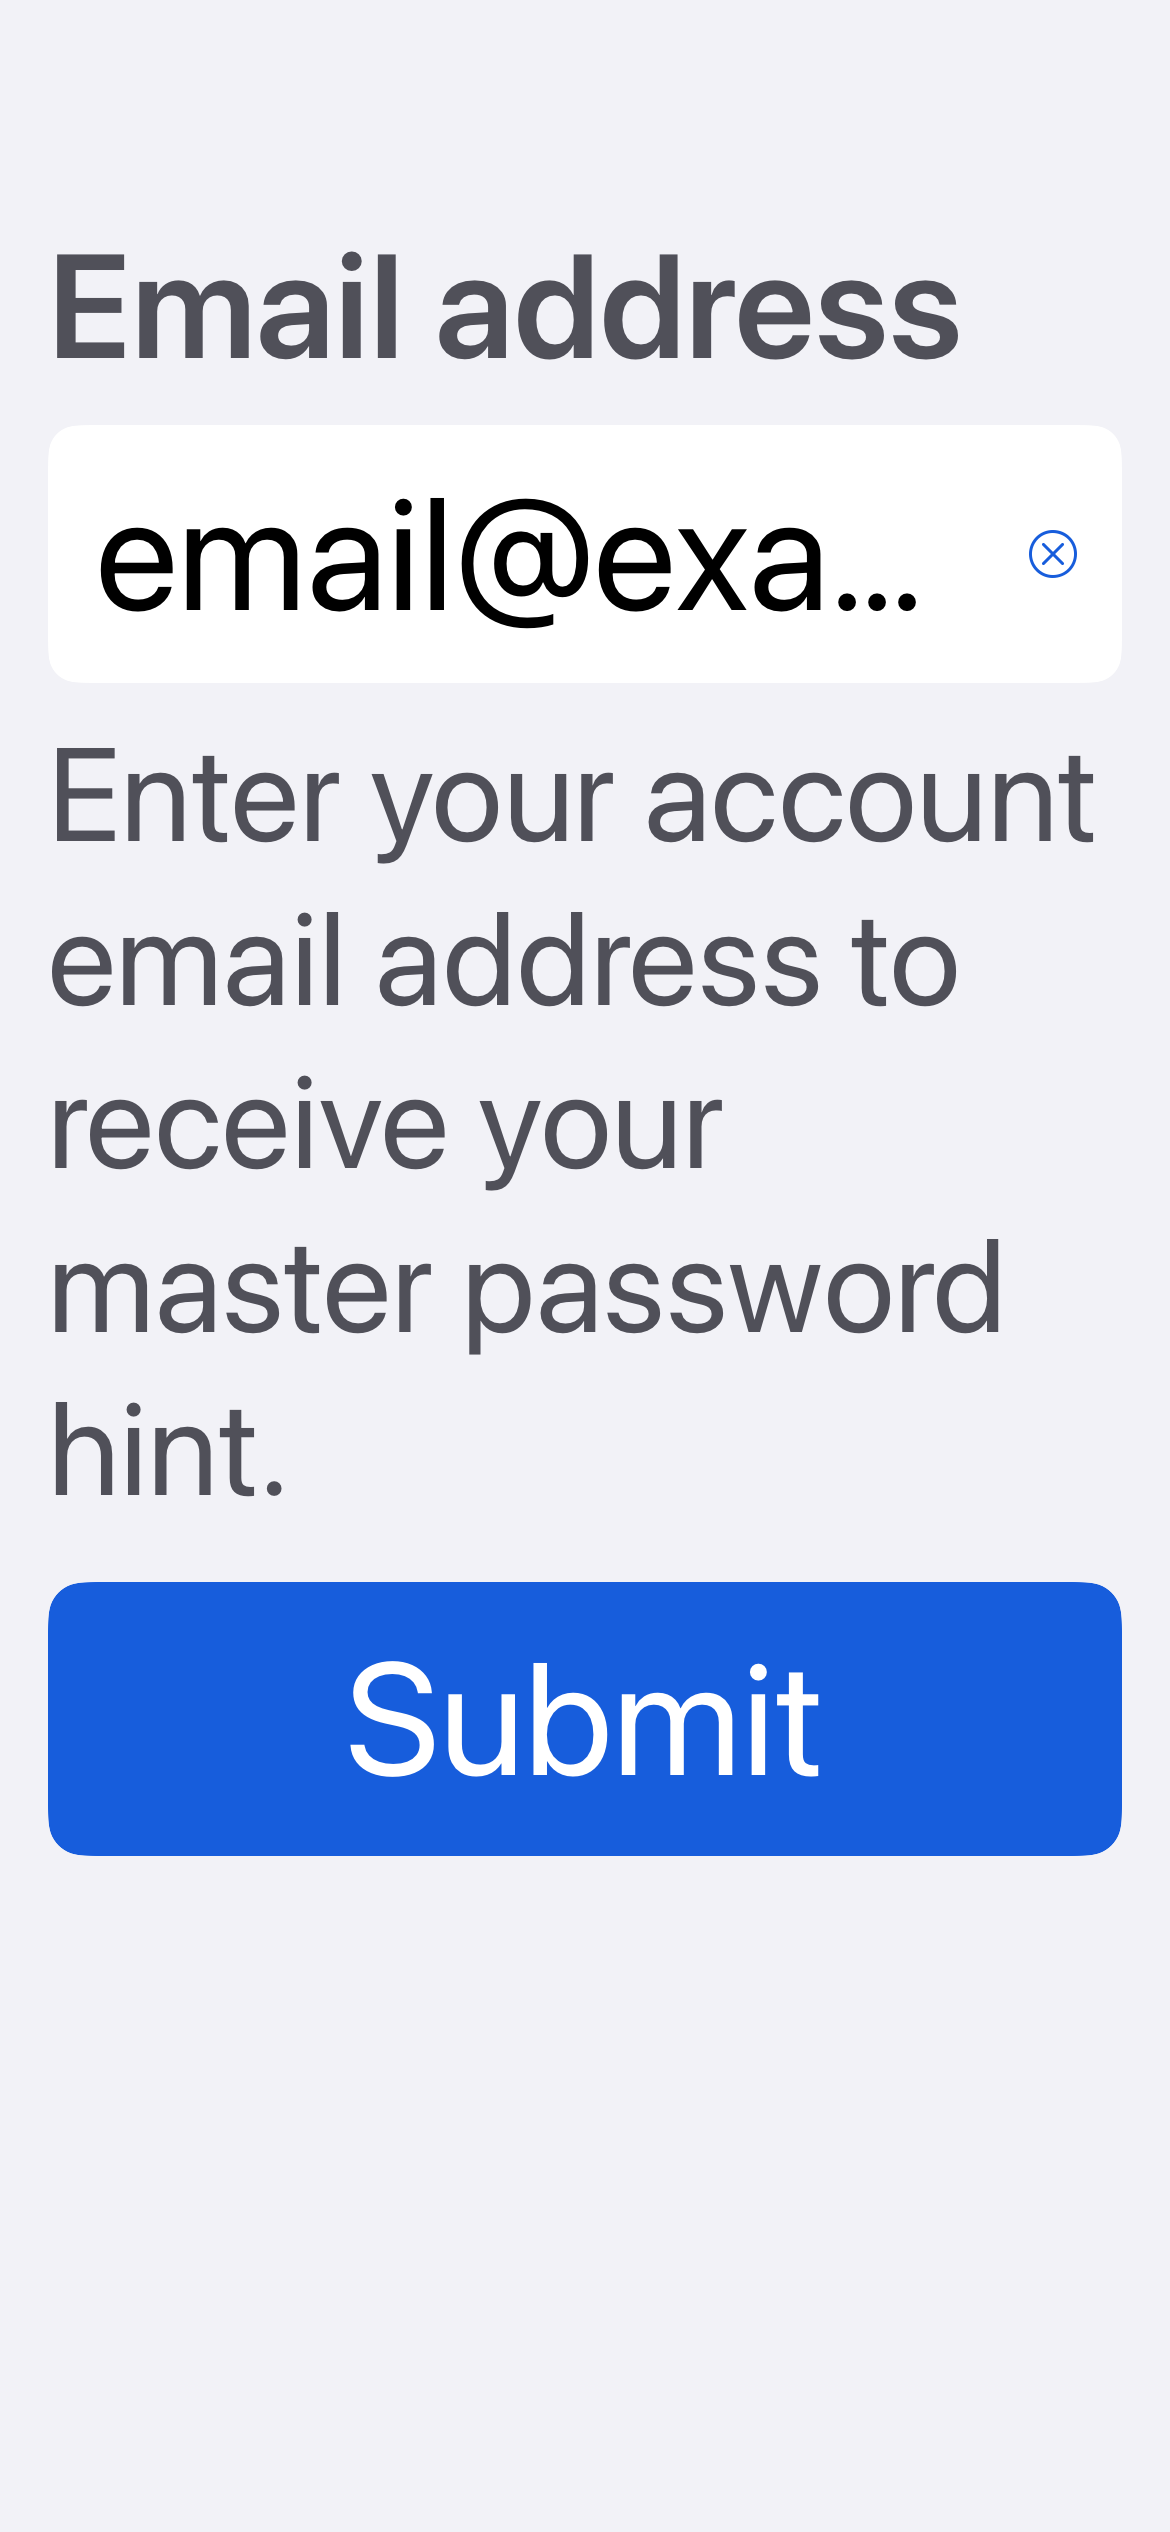 Email address
email@exa...
Enter your account
email address to
receive your
master password
hint.
Submit